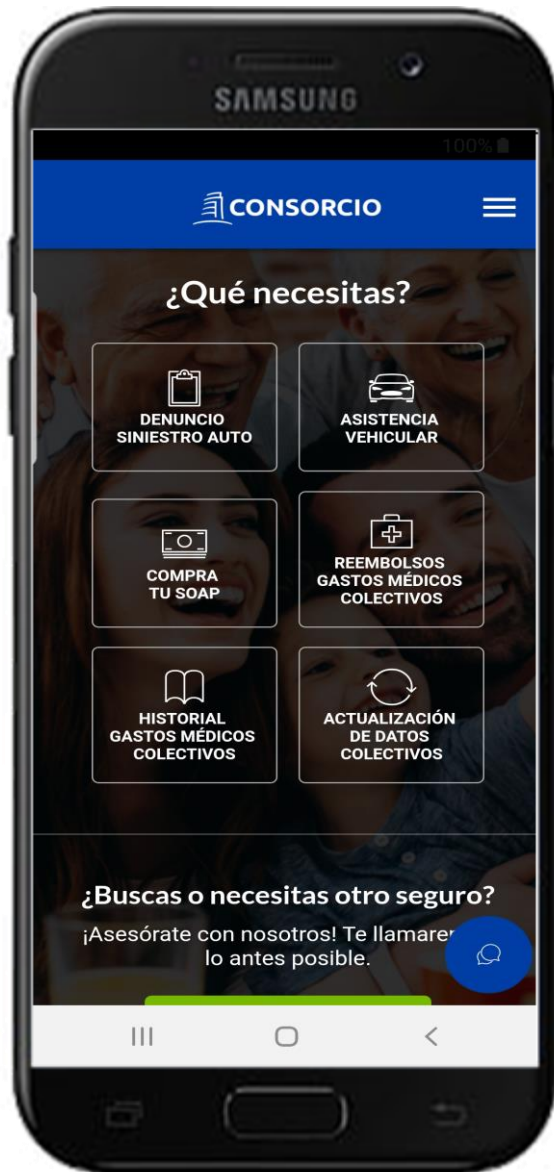 SAMSUNG
100%
CONSORCIO
¿Qué necesitas?
DENUNCIO
SINIESTRO AUTO
ASISTENCIA
VEHICULAR
COMPRA
TU SOAP
REEMBOLSOS
GASTOS MÉDICOS
COLECTIVOS
HISTORIAL
GASTOS MÉDICOS
COLECTIVOS
ACTUALIZACIÓN
DE DATOS
COLECTIVOS
¿Buscas o necesitas otro seguro?
¡Asesórate con nosotros! Te llamare
lo antes posible.